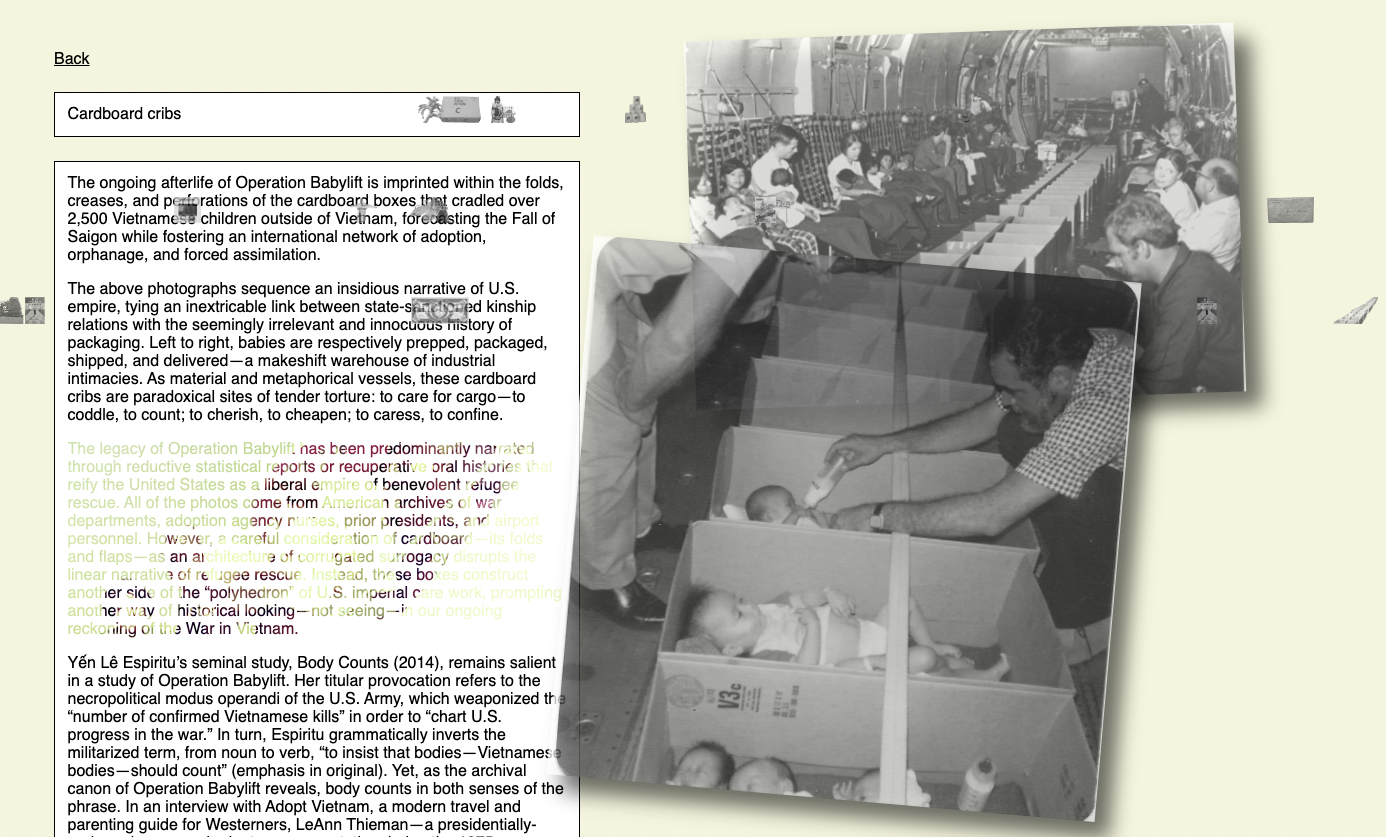 Back
Cardboard cribs
The ongoing afterlife of Operation Babylift is imprinted within the folds,
creases, and perforations of the cardboard boxes that cradled over
2,500 Vietnamese children outside of Vietnam, forecasting the Fall of
Saigon while fostering an international network of adoption,
orphanage, and forced assimilation.
The above photographs sequence an insidious narrative of U.S.
empire, tying an inextricable link between state-sanctioned kinship
relations with the seemingly irrelevant and innocuous history of
packaging. Left to right, babies are respectively prepped, packaged,
shipped, and delivered—a makeshift warehouse of industrial
intimacies. As material and metaphorical vessels, these cardboard
cribs are paradoxical sites of tender torture: to care for cargo—to
coddle, to count; to cherish, to cheapen; to caress, to confine.
The legacy of Operation Babylift has been predominantly narrated
through reductive statistical reports or recuperative oral histories that
reify the United States as a liberal empire of benevolent refugee
rescue. All of the photos come from American archives of war
departments, adoption agency nurses, prior presidents, and airport
personnel. However, a careful consideration of cardboard—its folds
and flaps—as an architecture of corrugated surrogacy disrupts the
linear narrative of refugee rescue. Instead, these boxes construct
another side of the “polyhedron” of U.S. imperial care work, prompting
another way of historical looking—not seeing—in our ongoing
reckoning of the War in Vietnam.
Yến Lê Espiritu’s seminal study, Body Counts (2014), remains salient
in a study of Operation Babylift. Her titular provocation refers to the
necropolitical modus operandi of the U.S. Army, which weaponized the
“number of confirmed Vietnamese kills” in order to “chart U.S.
progress in the war.” In turn, Espiritu grammatically inverts the
militarized term, from noun to verb, “to insist that bodies—Vietnamese
bodies—should count” (emphasis in original). Yet, as the archival
canon of Operation Babylift reveals, body counts in both senses of the
phrase. In an interview with Adopt Vietnam, a modern travel and
parenting guide for Westerners, LeAnn Thieman—a presidentially-
V3c